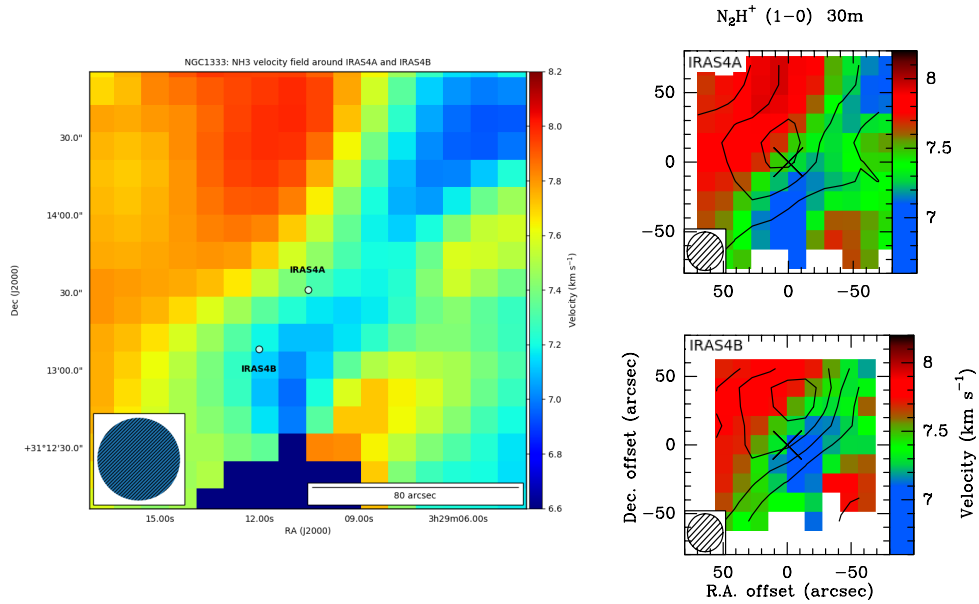 N₂H⁺ (1−0) 30m
NGC1333: NH3 velocity field around IRAS4A and IRAS4B
8.2
8.0
7.8
7.6
7.4
7.2
7.0
6.8
6.6
Velocity (km s⁻¹)
30.0"
14'00.0"
30.0"
13'00.0"
+31°12'30.0"
Dec (J2000)
IRAS4A
IRAS4B
80 arcsec
15.00s
12.00s
09.00s
3h29m06.00s
RA (J2000)
IRAS4A
50
0
−50
50
0
−50
8
7.5
7
IRAS4B
50
0
−50
50
0
−50
8
7.5
7
Dec. offset (arcsec)
R.A. offset (arcsec)
Velocity (km s⁻¹)